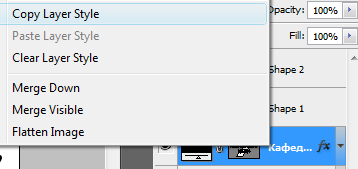 Copy Layer Style
Paste Layer Style
Clear Layer Style
Merge Down
Merge Visible
Flatten Image
Opacity: 100%
Fill: 100%
Shape 2
Shape 1
Кафед... fx